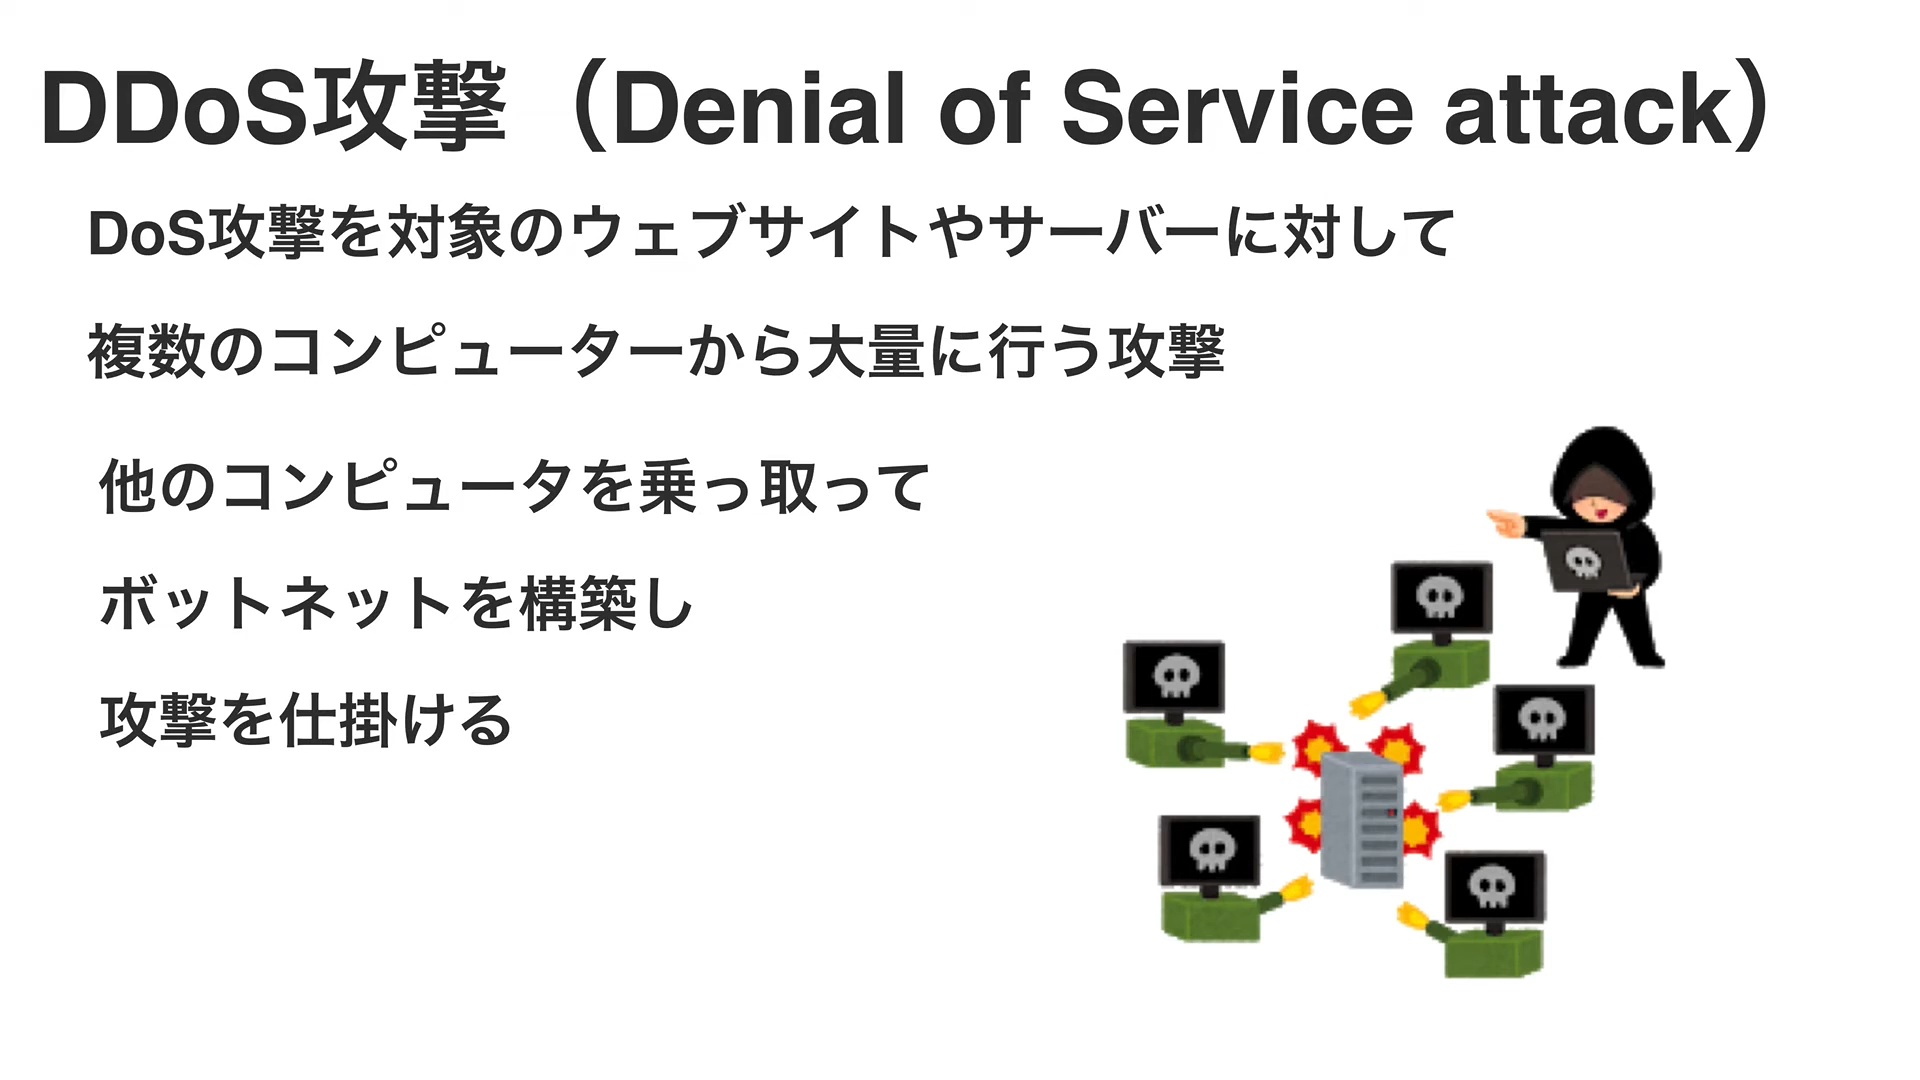 DDoS攻撃（Denial of Service attack）
DoS攻撃を対象のウェブサイトやサーバーに対して
複数のコンピューターから大量に行う攻撃
他のコンピュータを乗っ取って
ボットネットを構築し
攻撃を仕掛ける